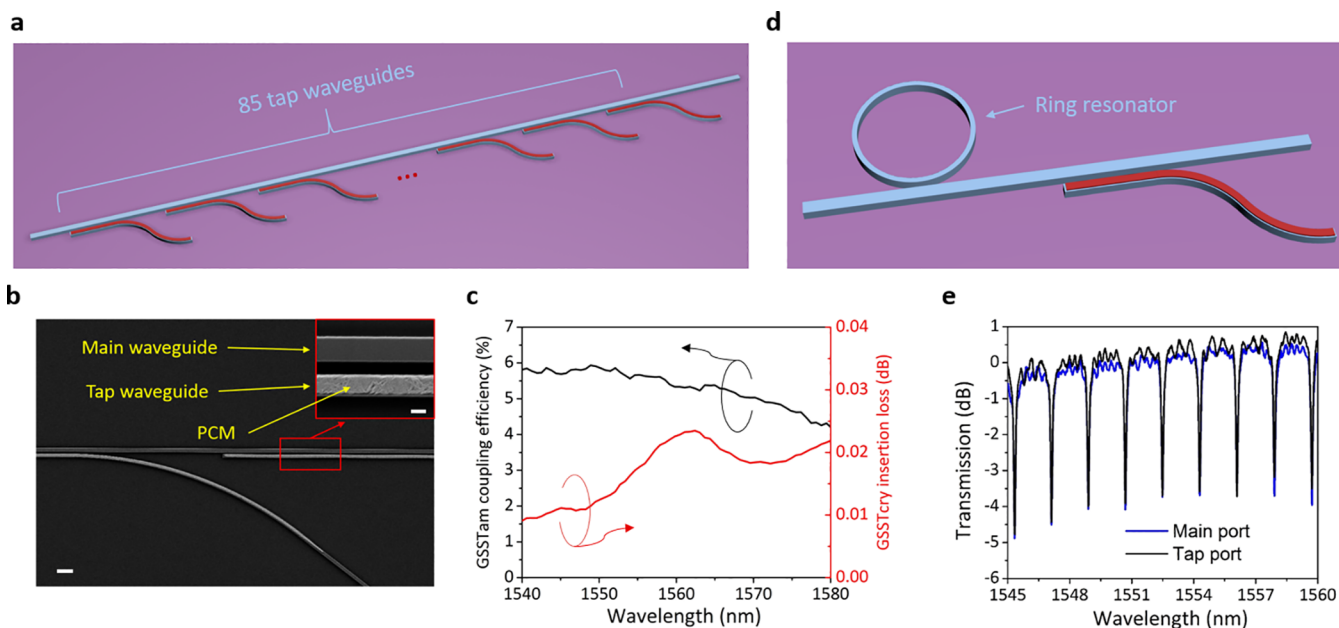 a
85 tap waveguides
d
Ring resonator
b
Main waveguide
Tap waveguide
PCM
c
GSSTam coupling efficiency (%)
7
6
5
4
3
2
1
0
1540 1550 1560 1570 1580
Wavelength (nm)
0.04
0.03
0.02
0.01
0.00
GSSTcry insertion loss (dB)
e
Transmission (dB)
1
0
-1
-2
-3
-4
-5
-6
Main port
Tap port
1545 1548 1551 1554 1557 1560
Wavelength (nm)